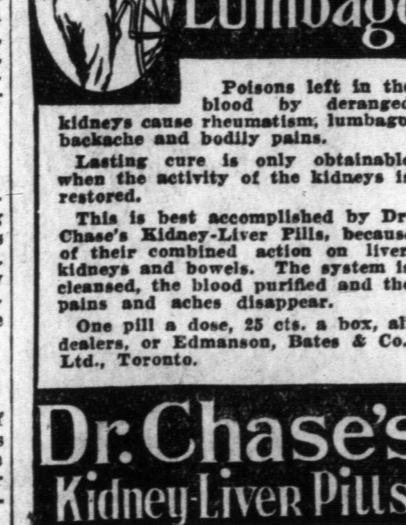 Lumbago
Poisons left in the
blood by deranged
kidneys cause rheumatism, lumbago
backache and bodily pains.
Lasting cure is only obtainable
when the activity of the kidneys is
restored.
This is best accomplished by Dr.
Chase's Kidney-Liver Pills, because
of their combined action on liver
kidneys and bowels. The system is
cleansed, the blood purified and the
pains and aches disappear.
One pill a dose, 25 cts. a box, all
dealers, or Edmanson, Bates & Co.
Ltd., Toronto.
Dr. Chase's
Kidney-Liver Pills